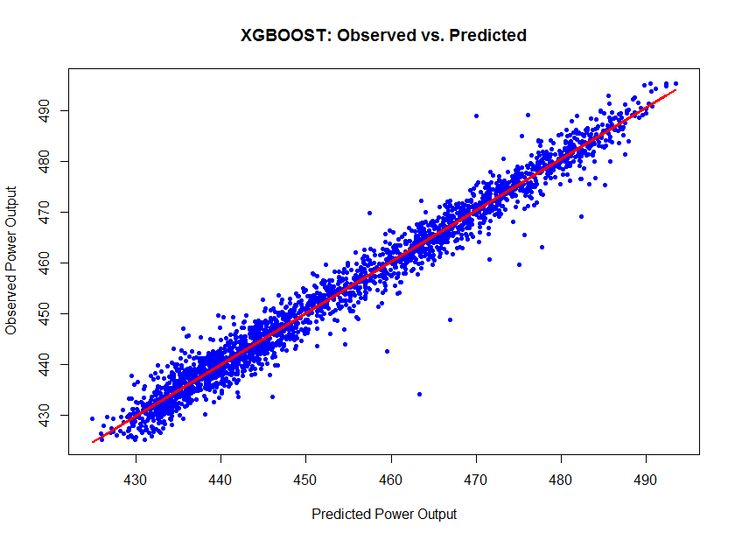 XGBOOST: Observed vs. Predicted
Observed Power Output
490
480
470
460
450
440
430
430 440 450 460 470 480 490
Predicted Power Output